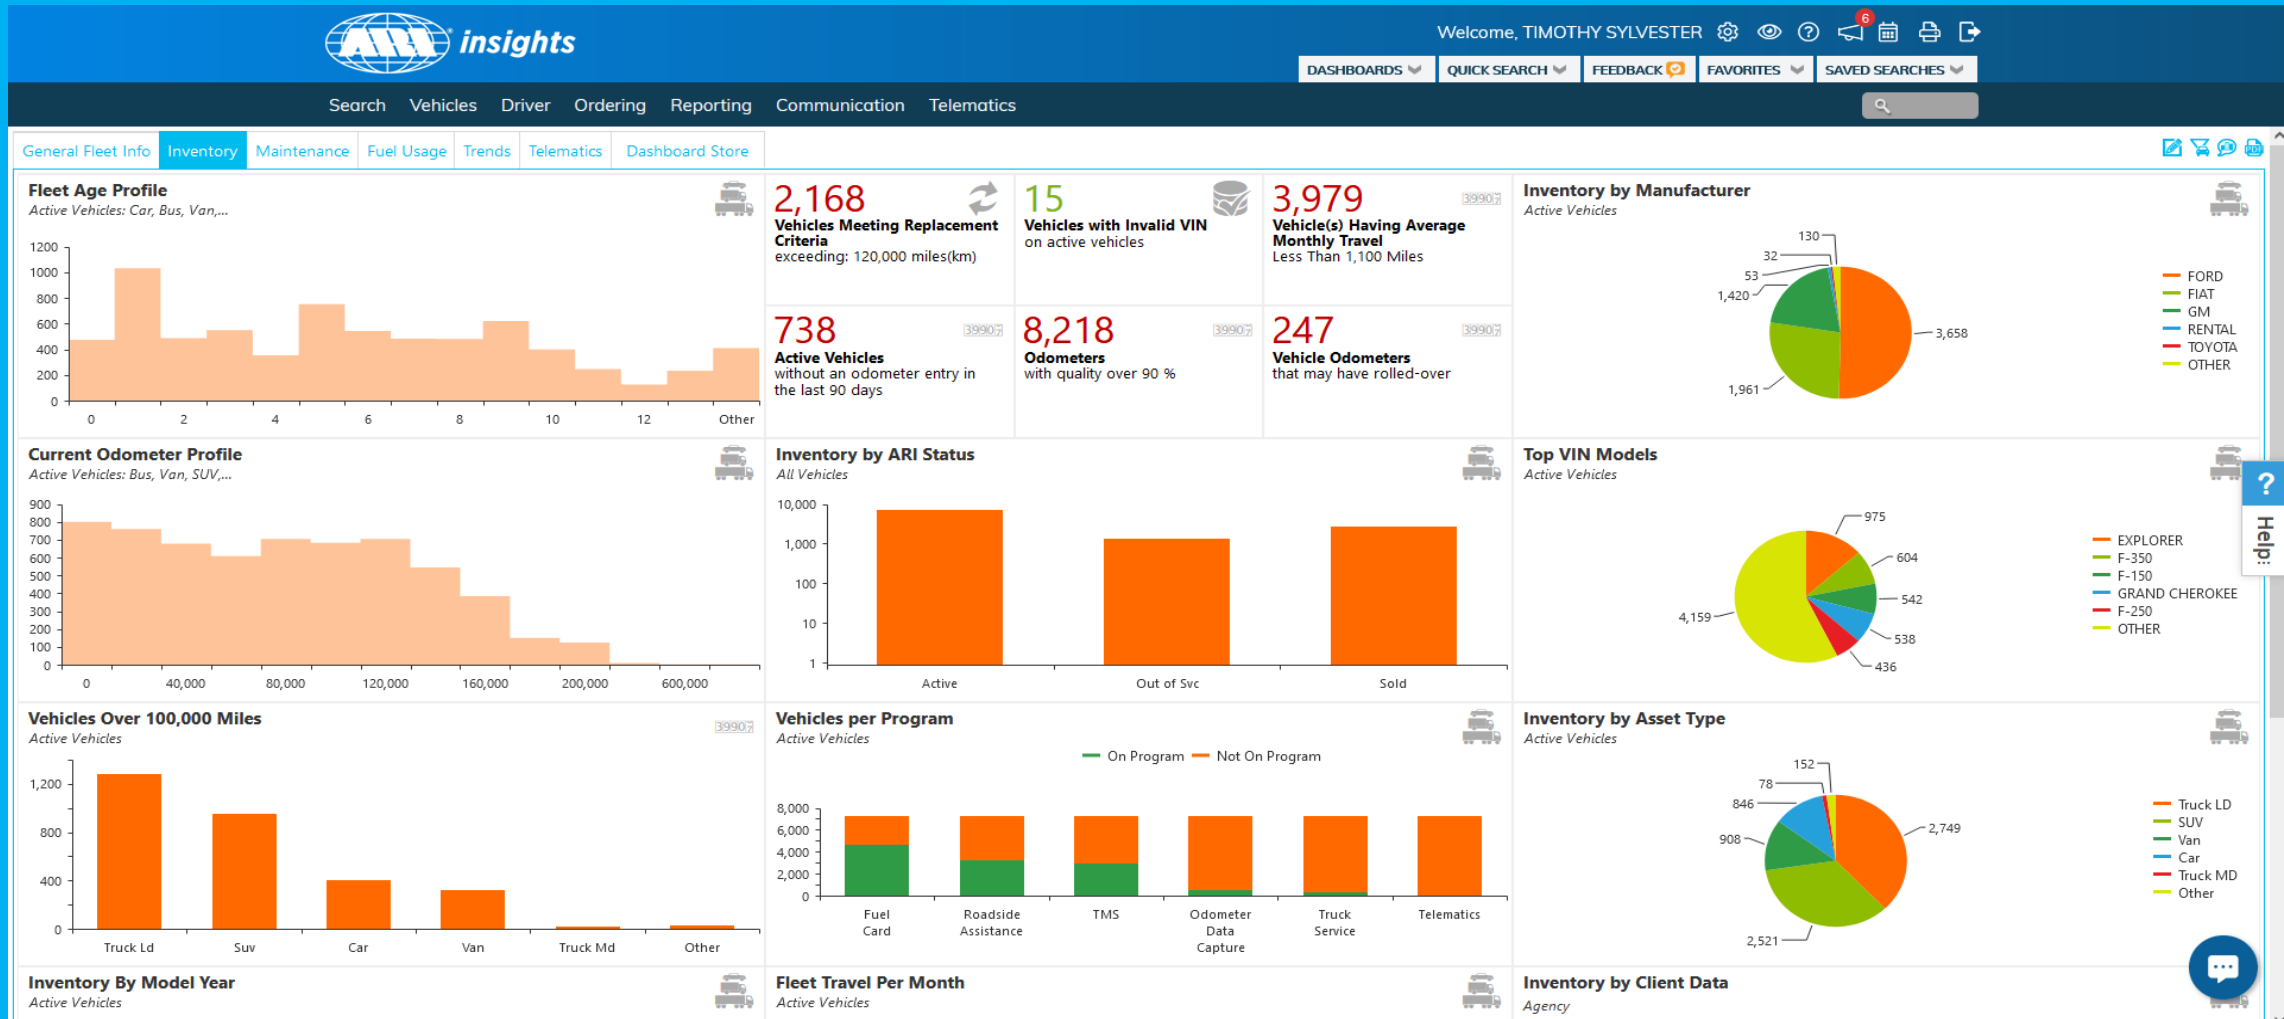 ARI insights
Welcome, TIMOTHY SYLVESTER
6
DASHBOARDS
QUICK SEARCH
FEEDBACK
FAVORITES
SAVED SEARCHES
Search Vehicles Driver Ordering Reporting Communication Telematics
General Fleet Info
Inventory
Maintenance
Fuel Usage
Trends
Telematics
Dashboard Store
Fleet Age Profile
Active Vehicles: Car, Bus, Van,...
1200
1000
800
600
400
200
0
0 2 4 6 8 10 12 Other
2,168
Vehicles Meeting Replacement
Criteria
exceeding: 120,000 miles(km)
15
Vehicles with Invalid VIN
on active vehicles
3,979
Vehicle(s) Having Average
Monthly Travel
Less Than 1,100 Miles
738
Active Vehicles
without an odometer entry in
the last 90 days
8,218
Odometers
with quality over 90 %
247
Vehicle Odometers
that may have rolled-over
Inventory by Manufacturer
Active Vehicles
130
32
53
1,420
1,961
3,658
FORD
FIAT
GM
RENTAL
TOYOTA
OTHER
Current Odometer Profile
Active Vehicles: Bus, Van, SUV,...
900
800
700
600
500
400
300
200
100
0
0 40,000 80,000 120,000 160,000 200,000 600,000
Inventory by ARI Status
All Vehicles
10,000
1,000
100
10
1
Active Out of Svc Sold
Top VIN Models
Active Vehicles
975
604
542
538
436
4,159
EXPLORER
F-350
F-150
GRAND CHEROKEE
F-250
OTHER
?
Help::
Vehicles Over 100,000 Miles
Active Vehicles
1,200
800
400
0
Truck Ld Suv Car Van Truck Md Other
Vehicles per Program
Active Vehicles
On Program Not On Program
8,000
6,000
4,000
2,000
0
Fuel
Card
Roadside
Assistance
TMS
Odometer
Data
Capture
Truck
Service
Telematics
Inventory by Asset Type
Active Vehicles
152
78
846
908
2,521
2,749
Truck LD
SUV
Van
Car
Truck MD
Other
Inventory By Model Year
Active Vehicles
Fleet Travel Per Month
Active Vehicles
Inventory by Client Data
Agency